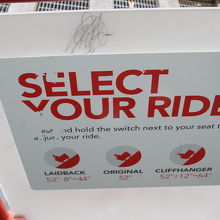 SELECT
YOUR RIDE
and hold the switch next to your seat t
your ride.
LAIDBACK
52°-8°-44°
ORIGINAL
52°
CLIFFHANGER
52°-12°-64°